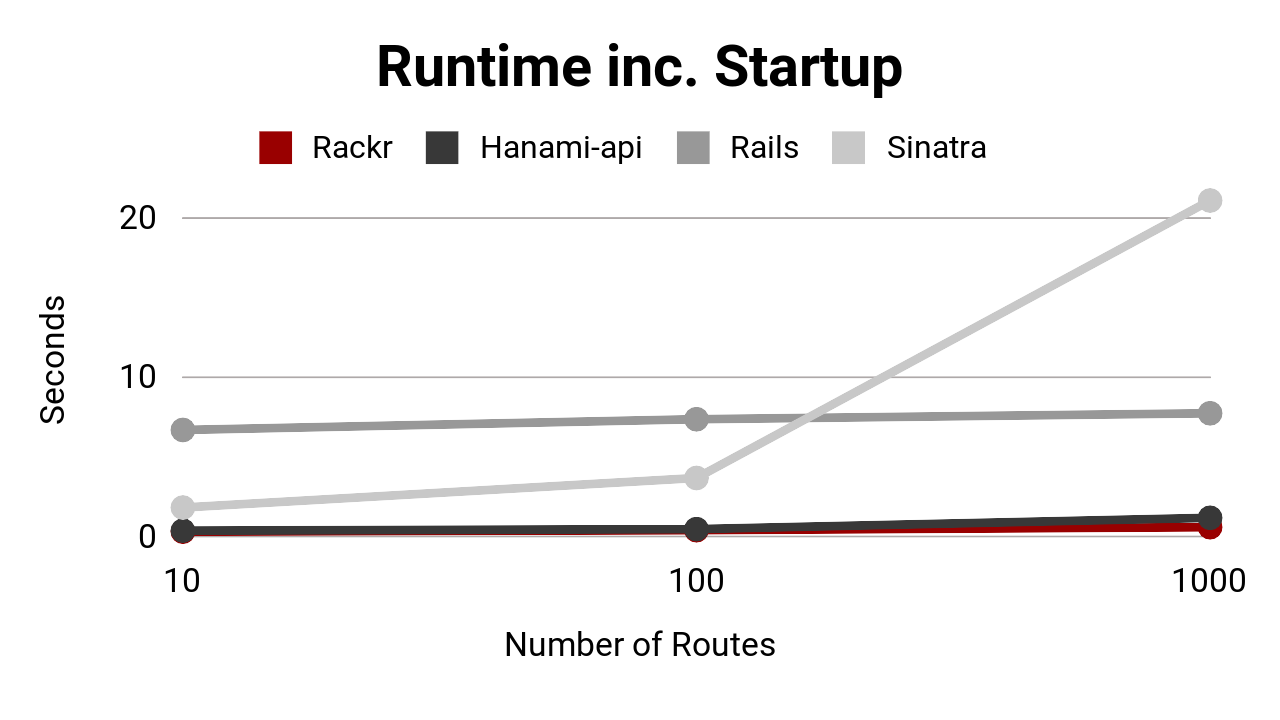 Runtime inc. Startup
Rackr Hanami-api Rails Sinatra
20
Seconds
10
0
10 100 1000
Number of Routes